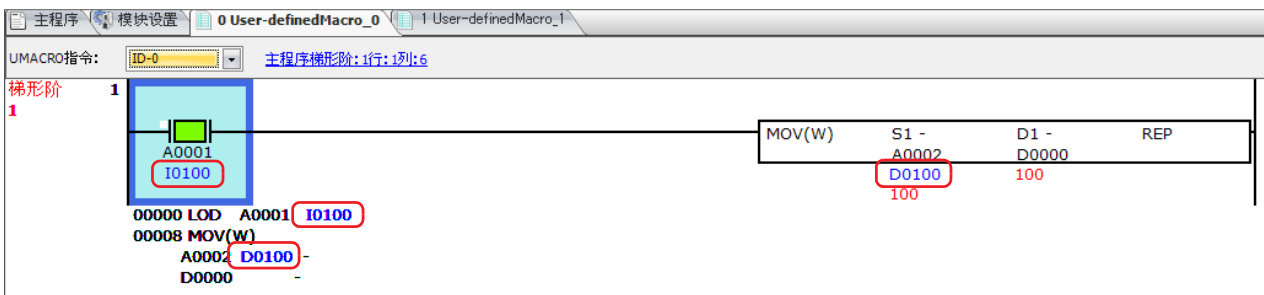 主程序 模块设置 0 User-definedMacro_0 1 User-definedMacro_1
UMACRO指令: ID-0 主程序梯形阶:1行:1列:6
梯形阶 1
1
MOV(W) S1 - D1 - REP
A0001 A0002 D0000
I0100 D0100 100
100
00000 LOD A0001 I0100
00008 MOV(W)
A0002 D0100 -
D0000 -